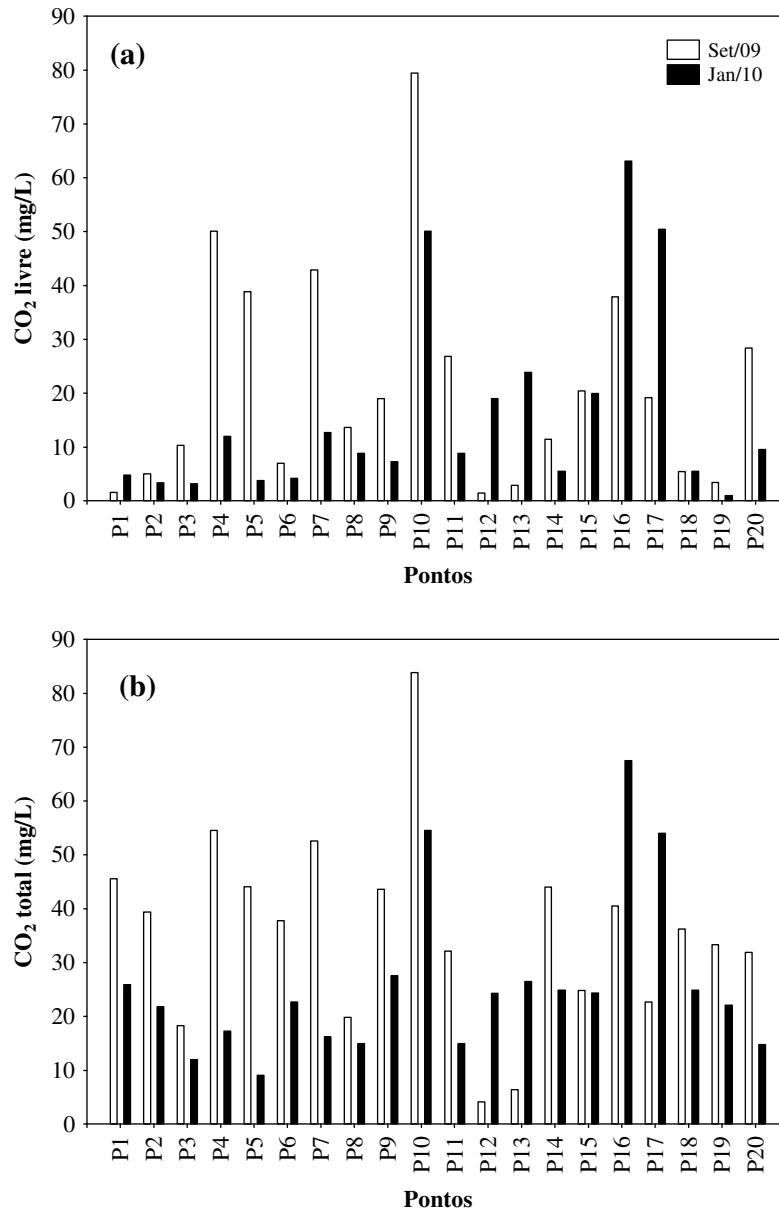 (a)
Set/09
Jan/10
CO₂ livre (mg/L)
90
80
70
60
50
40
30
20
10
0
P1 P2 P3 P4 P5 P6 P7 P8 P9 P10 P11 P12 P13 P14 P15 P16 P17 P18 P19 P20
Pontos
(b)
CO₂ total (mg/L)
90
80
70
60
50
40
30
20
10
0
P1 P2 P3 P4 P5 P6 P7 P8 P9 P10 P11 P12 P13 P14 P15 P16 P17 P18 P19 P20
Pontos